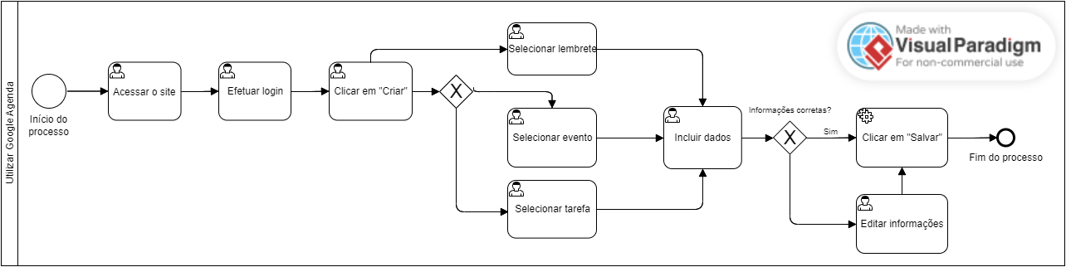 Utilizar Google Agenda
Início do
processo
Acessar o site
Efetuar login
Clicar em "Criar"
X
Selecionar lembrete
Selecionar evento
Selecionar tarefa
Incluir dados
Informações corretas?
X
Sim
Clicar em "Salvar"
Editar informações
Fim do processo
Made with
Visual Paradigm
For non-commercial use